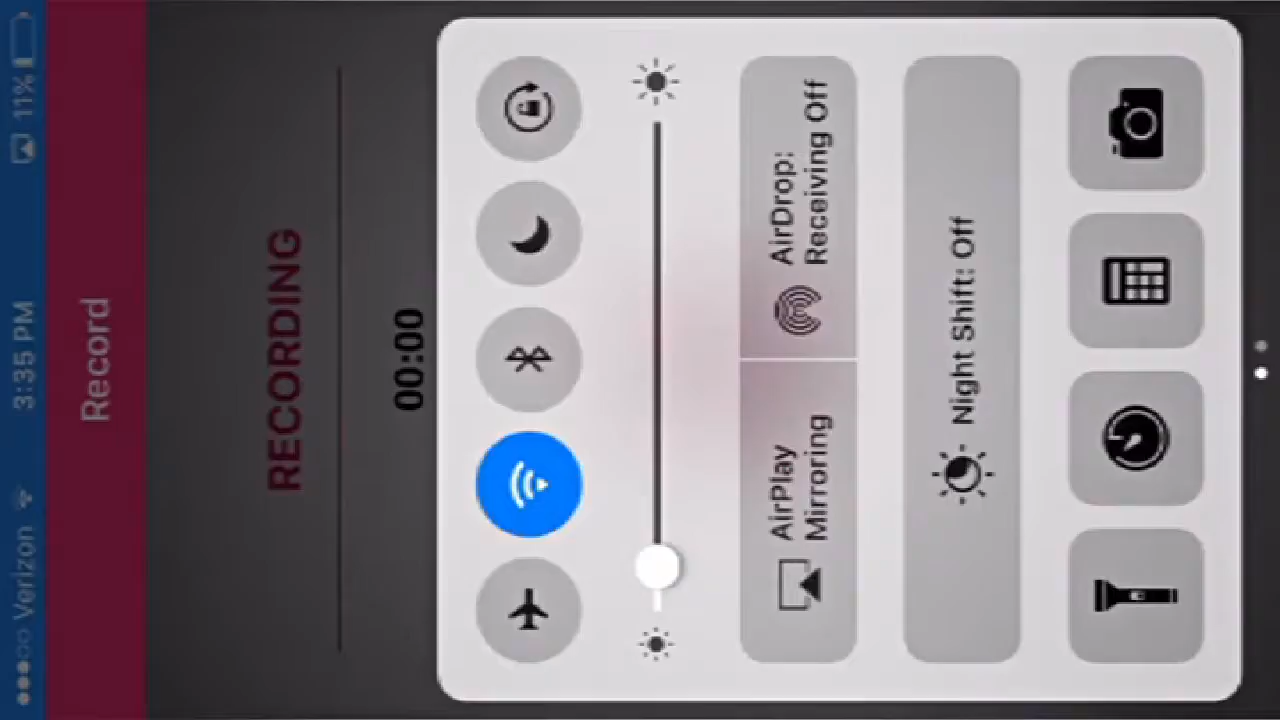 Verizon 3:35 PM 11%
Record
RECORDING
00:00
AirPlay
Mirroring
AirDrop:
Receiving Off
Night Shift: Off